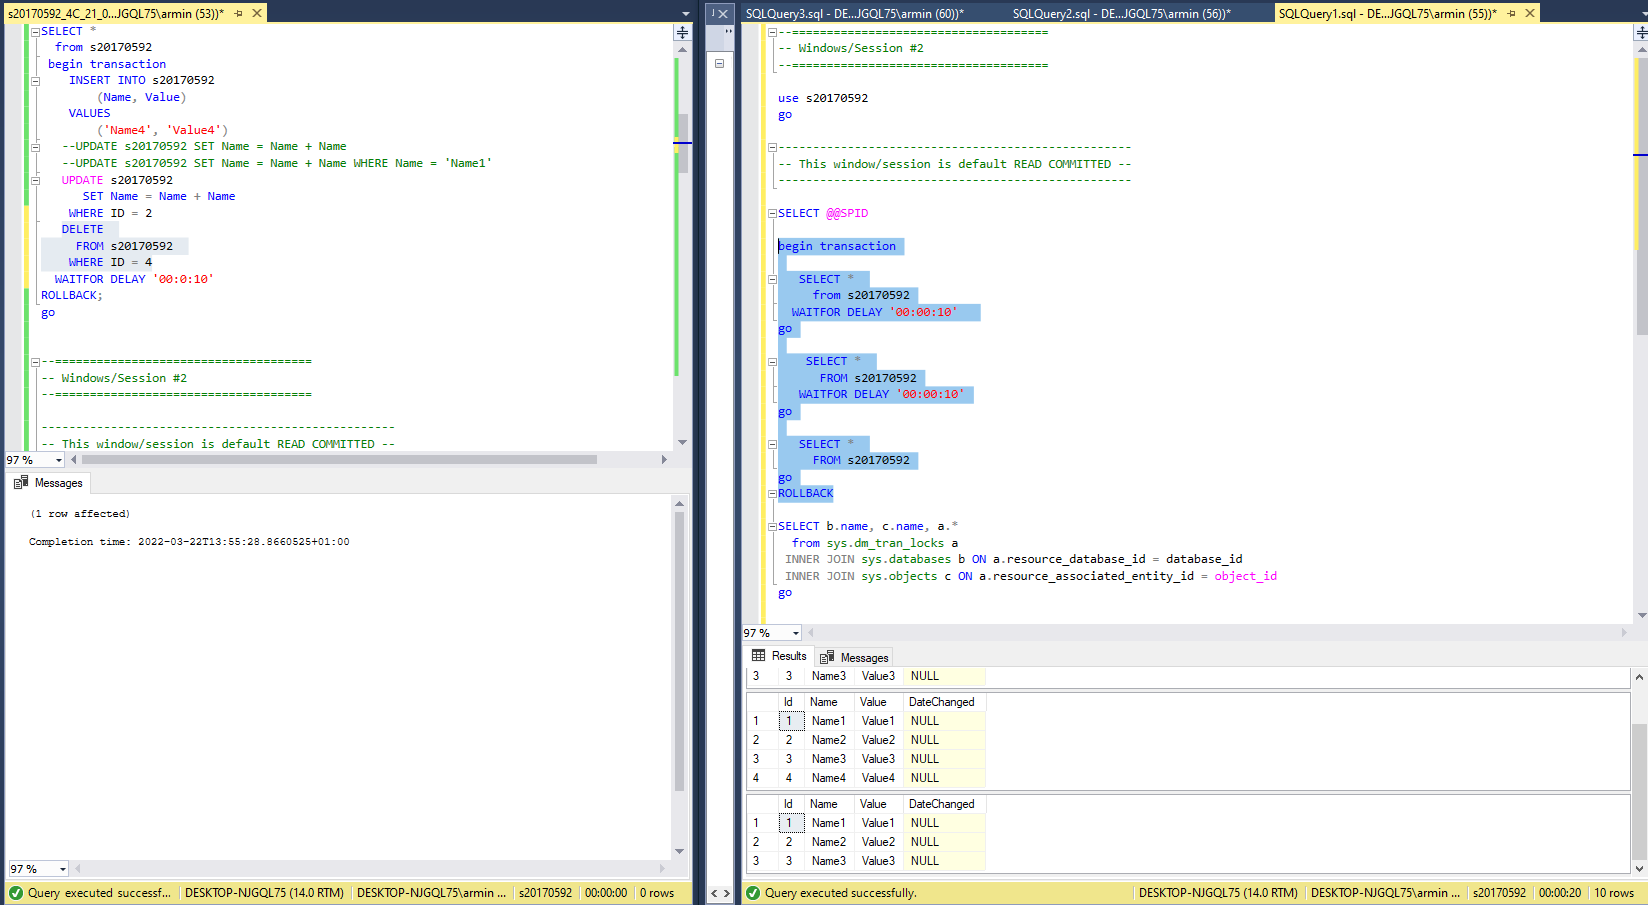 s20170592_4C_21_0...JGQL75\armin (53))*
SELECT *
from s20170592
begin transaction
INSERT INTO s20170592
(Name, Value)
VALUES
('Name4', 'Value4')
--UPDATE s20170592 SET Name = Name + Name
--UPDATE s20170592 SET Name = Name + Name WHERE Name = 'Name1'
UPDATE s20170592
SET Name = Name + Name
WHERE ID = 2
DELETE
FROM s20170592
WHERE ID = 4
WAITFOR DELAY '00:0:10'
ROLLBACK;
go
--=====================================
-- Windows/Session #2
--=====================================
---------------------------------------------------
-- This window/session is default READ COMMITTED --
97 %
Messages
(1 row affected)
Completion time: 2022-03-22T13:55:28.8660525+01:00
97 %
Query executed successf...
DESKTOP-NJGQL75 (14.0 RTM)
DESKTOP-NJGQL75\armin ...
s20170592
00:00:00
0 rows
SQLQuery3.sql - DE...JGQL75\armin (60))*
SQLQuery2.sql - DE...JGQL75\armin (56))*
SQLQuery1.sql - DE...JGQL75\armin (55))*
--=====================================
-- Windows/Session #2
--=====================================
use s20170592
go
---------------------------------------------------
-- This window/session is default READ COMMITTED --
---------------------------------------------------
SELECT @@SPID
begin transaction
SELECT *
from s20170592
WAITFOR DELAY '00:00:10'
go
SELECT *
FROM s20170592
WAITFOR DELAY '00:00:10'
go
SELECT *
FROM s20170592
go
ROLLBACK
SELECT b.name, c.name, a.*
from sys.dm_tran_locks a
INNER JOIN sys.databases b ON a.resource_database_id = database_id
INNER JOIN sys.objects c ON a.resource_associated_entity_id = object_id
go
97 %
Results
Messages
3 3 Name3 Value3 NULL
Id Name Value DateChanged
1 1 Name1 Value1 NULL
2 2 Name2 Value2 NULL
3 3 Name3 Value3 NULL
4 4 Name4 Value4 NULL
Id Name Value DateChanged
1 1 Name1 Value1 NULL
2 2 Name2 Value2 NULL
3 3 Name3 Value3 NULL
Query executed successfully.
DESKTOP-NJGQL75 (14.0 RTM)
DESKTOP-NJGQL75\armin ...
s20170592
00:00:20
10 rows